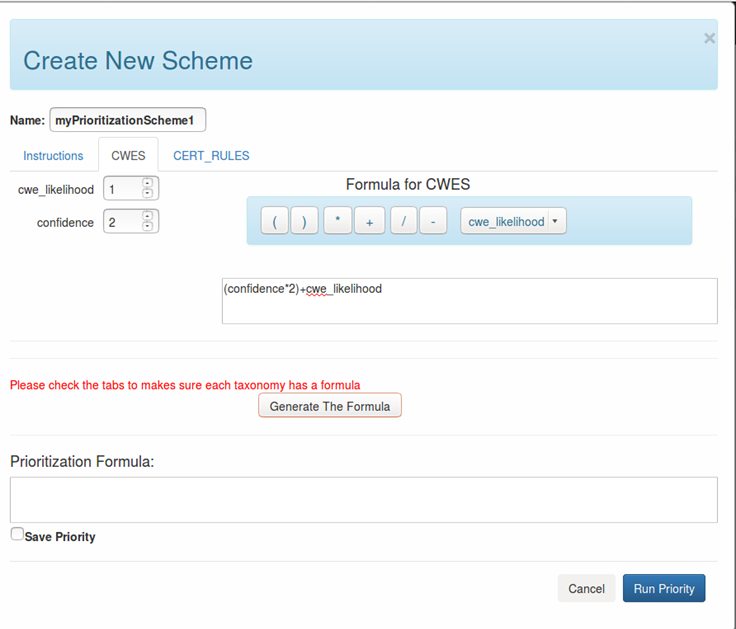 Create New Scheme ×
Name: myPrioritizationScheme1
Instructions CWES CERT_RULES
cwe_likelihood 1
Formula for CWES
confidence 2
( ) * + / - cwe_likelihood
(confidence*2)+cwe_likelihood
Please check the tabs to makes sure each taxonomy has a formula
Generate The Formula
Prioritization Formula:
Save Priority
Cancel Run Priority